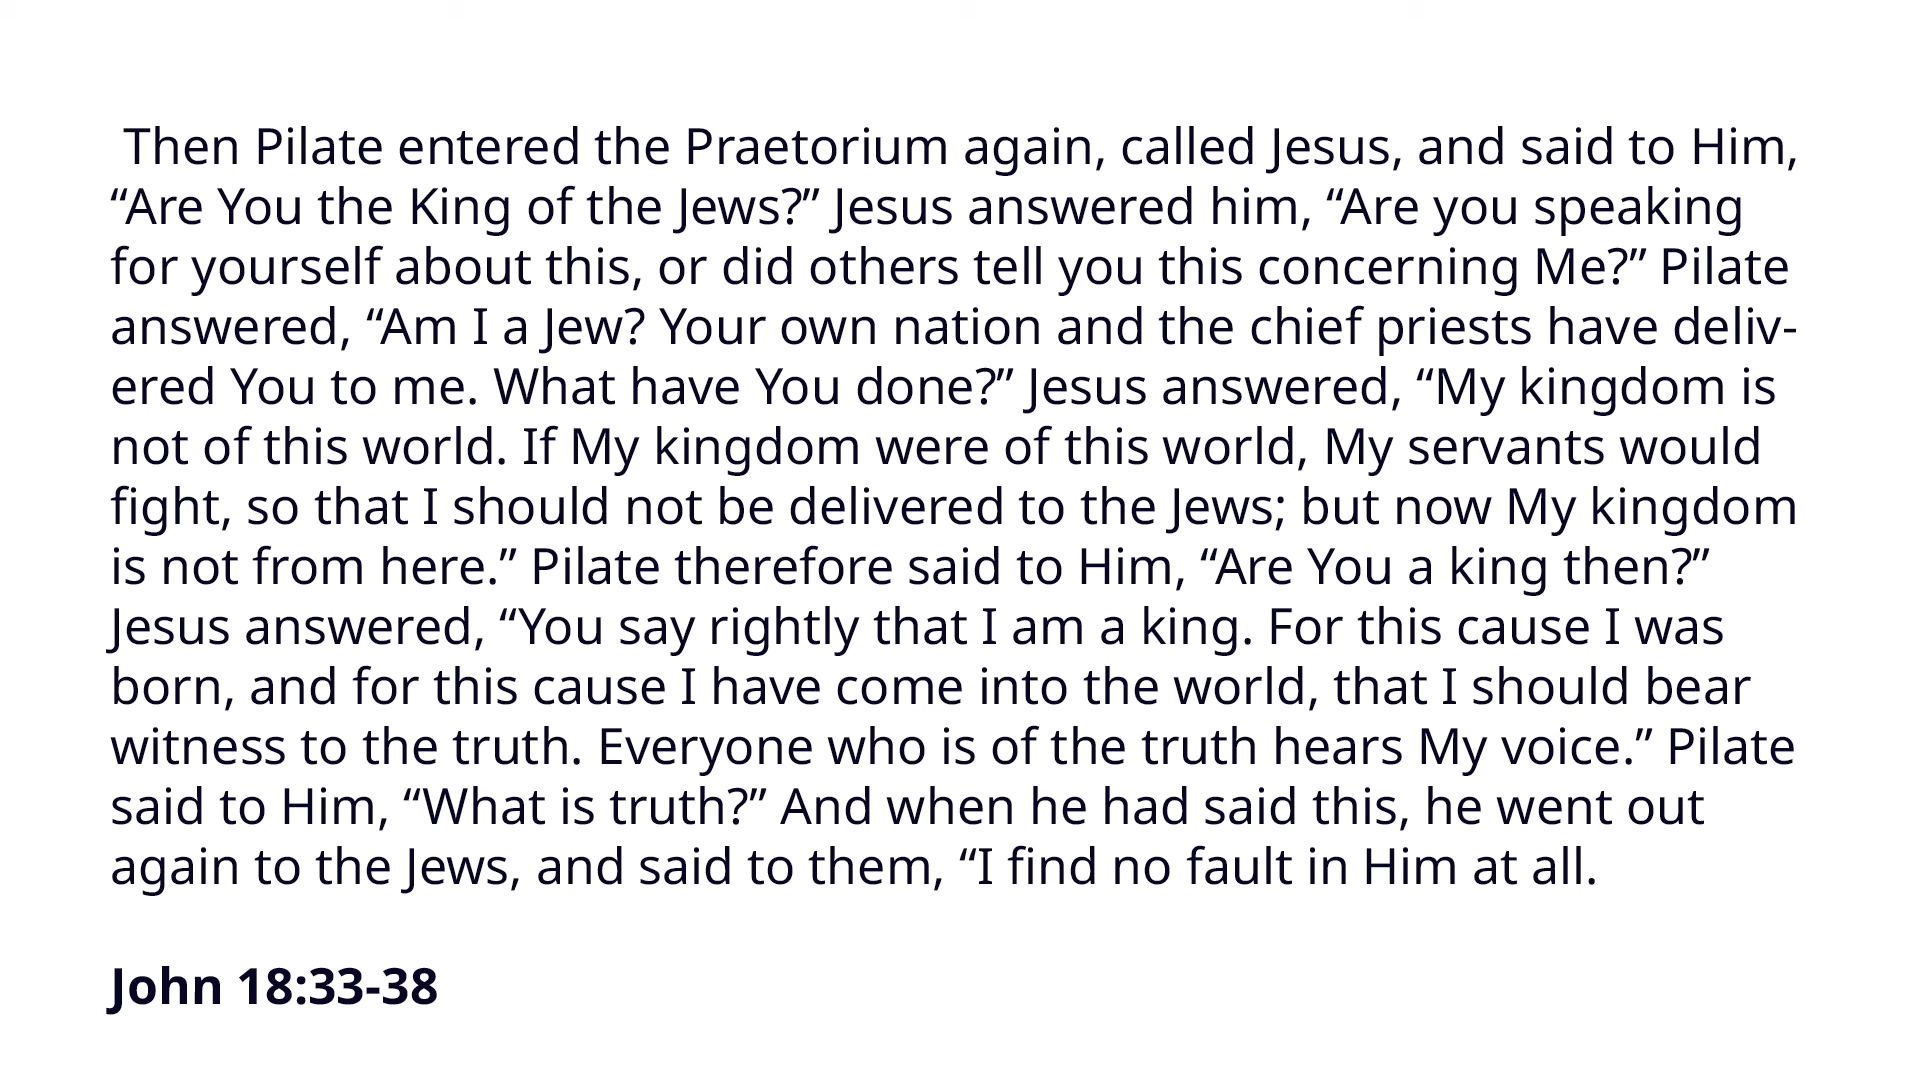 Then Pilate entered the Praetorium again, called Jesus, and said to Him,
“Are You the King of the Jews?” Jesus answered him, “Are you speaking
for yourself about this, or did others tell you this concerning Me?” Pilate
answered, “Am I a Jew? Your own nation and the chief priests have deliv-
ered You to me. What have You done?” Jesus answered, “My kingdom is
not of this world. If My kingdom were of this world, My servants would
fight, so that I should not be delivered to the Jews; but now My kingdom
is not from here.” Pilate therefore said to Him, “Are You a king then?”
Jesus answered, “You say rightly that I am a king. For this cause I was
born, and for this cause I have come into the world, that I should bear
witness to the truth. Everyone who is of the truth hears My voice.” Pilate
said to Him, “What is truth?” And when he had said this, he went out
again to the Jews, and said to them, “I find no fault in Him at all.
John 18:33-38